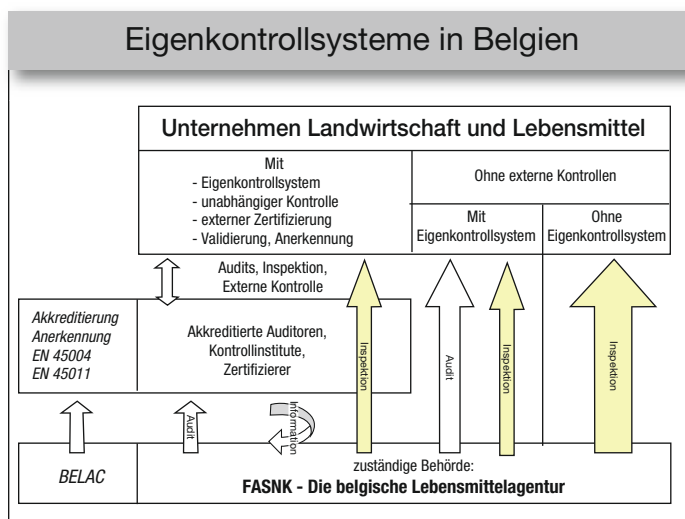 Eigenkontrollsysteme in Belgien
Unternehmen Landwirtschaft und Lebensmittel
Mit
- Eigenkontrollsystem
- unabhängiger Kontrolle
- externer Zertifizierung
- Validierung, Anerkennung
Ohne externe Kontrollen
Mit
Eigenkontrollsystem
Ohne
Eigenkontrollsystem
Audits, Inspektion,
Externe Kontrolle
Akkreditierung
Anerkennung
EN 45004
EN 45011
Akkreditierte Auditoren,
Kontrollinstitute,
Zertifizierer
Inspektion
Audit
Inspektion
Inspektion
Audit
Information
BELAC
zuständige Behörde:
FASNK - Die belgische Lebensmittelagentur